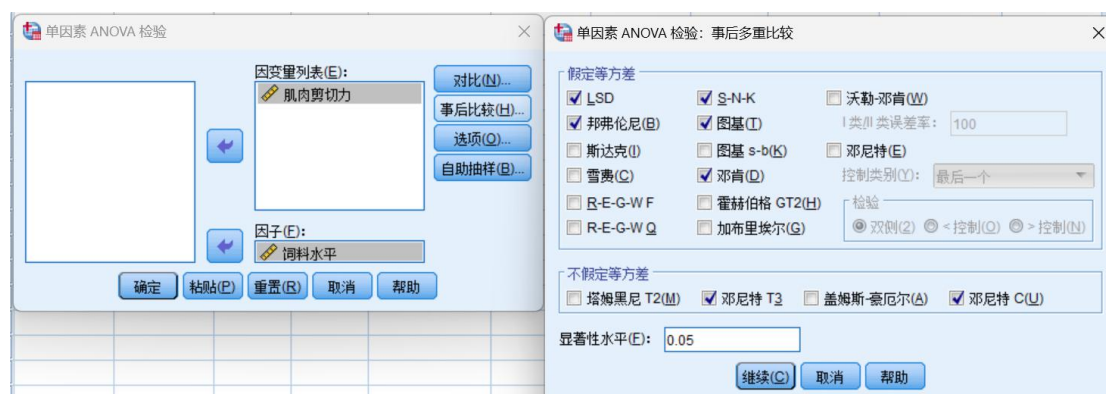 单因素 ANOVA 检验
因变量列表(E):
肌肉剪切力
对比(N)...
事后比较(H)...
选项(O)...
自助抽样(B)...
因子(F):
饲料水平
确定 粘贴(P) 重置(R) 取消 帮助
单因素 ANOVA 检验：事后多重比较
假定等方差
LSD S-N-K 沃勒-邓肯(W)
邦弗伦尼(B) 图基(T) I 类/II 类误差率： 100
斯达克(I) 图基 s-b(K) 邓尼特(E)
雪费(C) 邓肯(D) 控制类别(Y)： 最后一个
R-E-G-W F 霍赫伯格 GT2(H) 检验
R-E-G-W Q 加布里埃尔(G) 双侧(2) < 控制(O) > 控制(N)
不假定等方差
塔姆黑尼 T2(M) 邓尼特 T3 盖姆斯-豪厄尔(A) 邓尼特 C(U)
显著性水平(F)： 0.05
继续(C) 取消 帮助